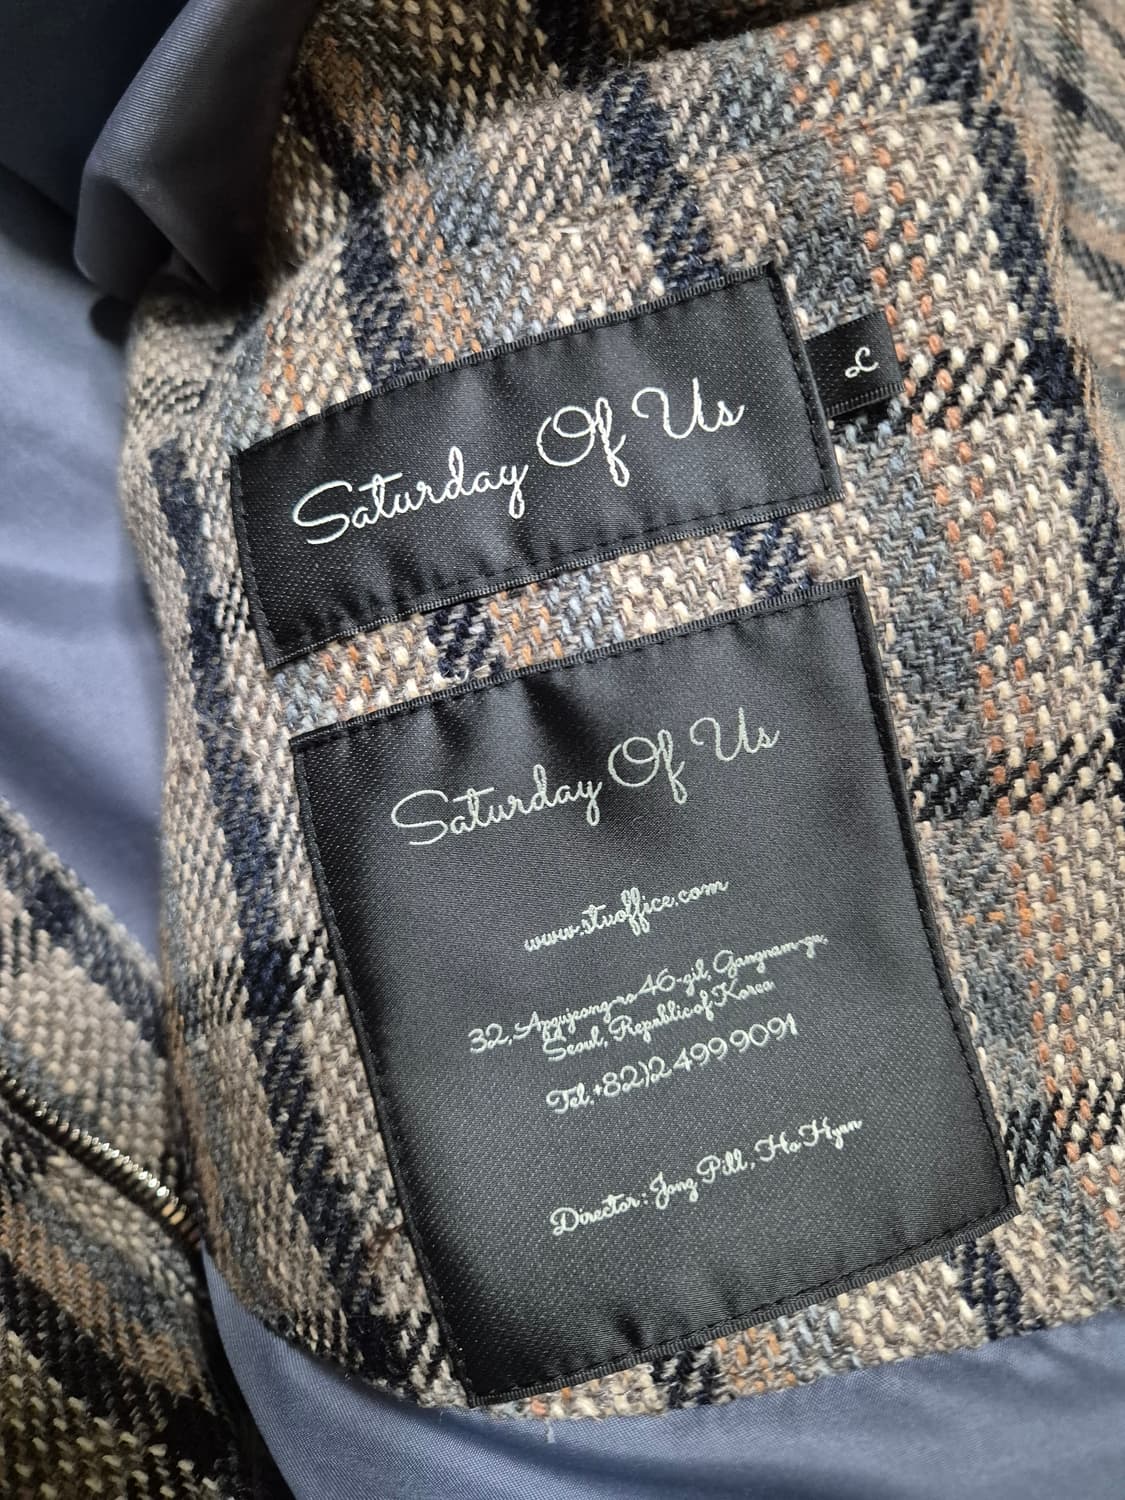 Saturday Of Us
L
Saturday Of Us
www.stuoffice.com
32, Apgujeong-ro 46-gil, Gangnam-gu,
Seoul, Republic of Korea
Tel.+82)2 499 9091
Director : Jong Pill, Ho Hyun